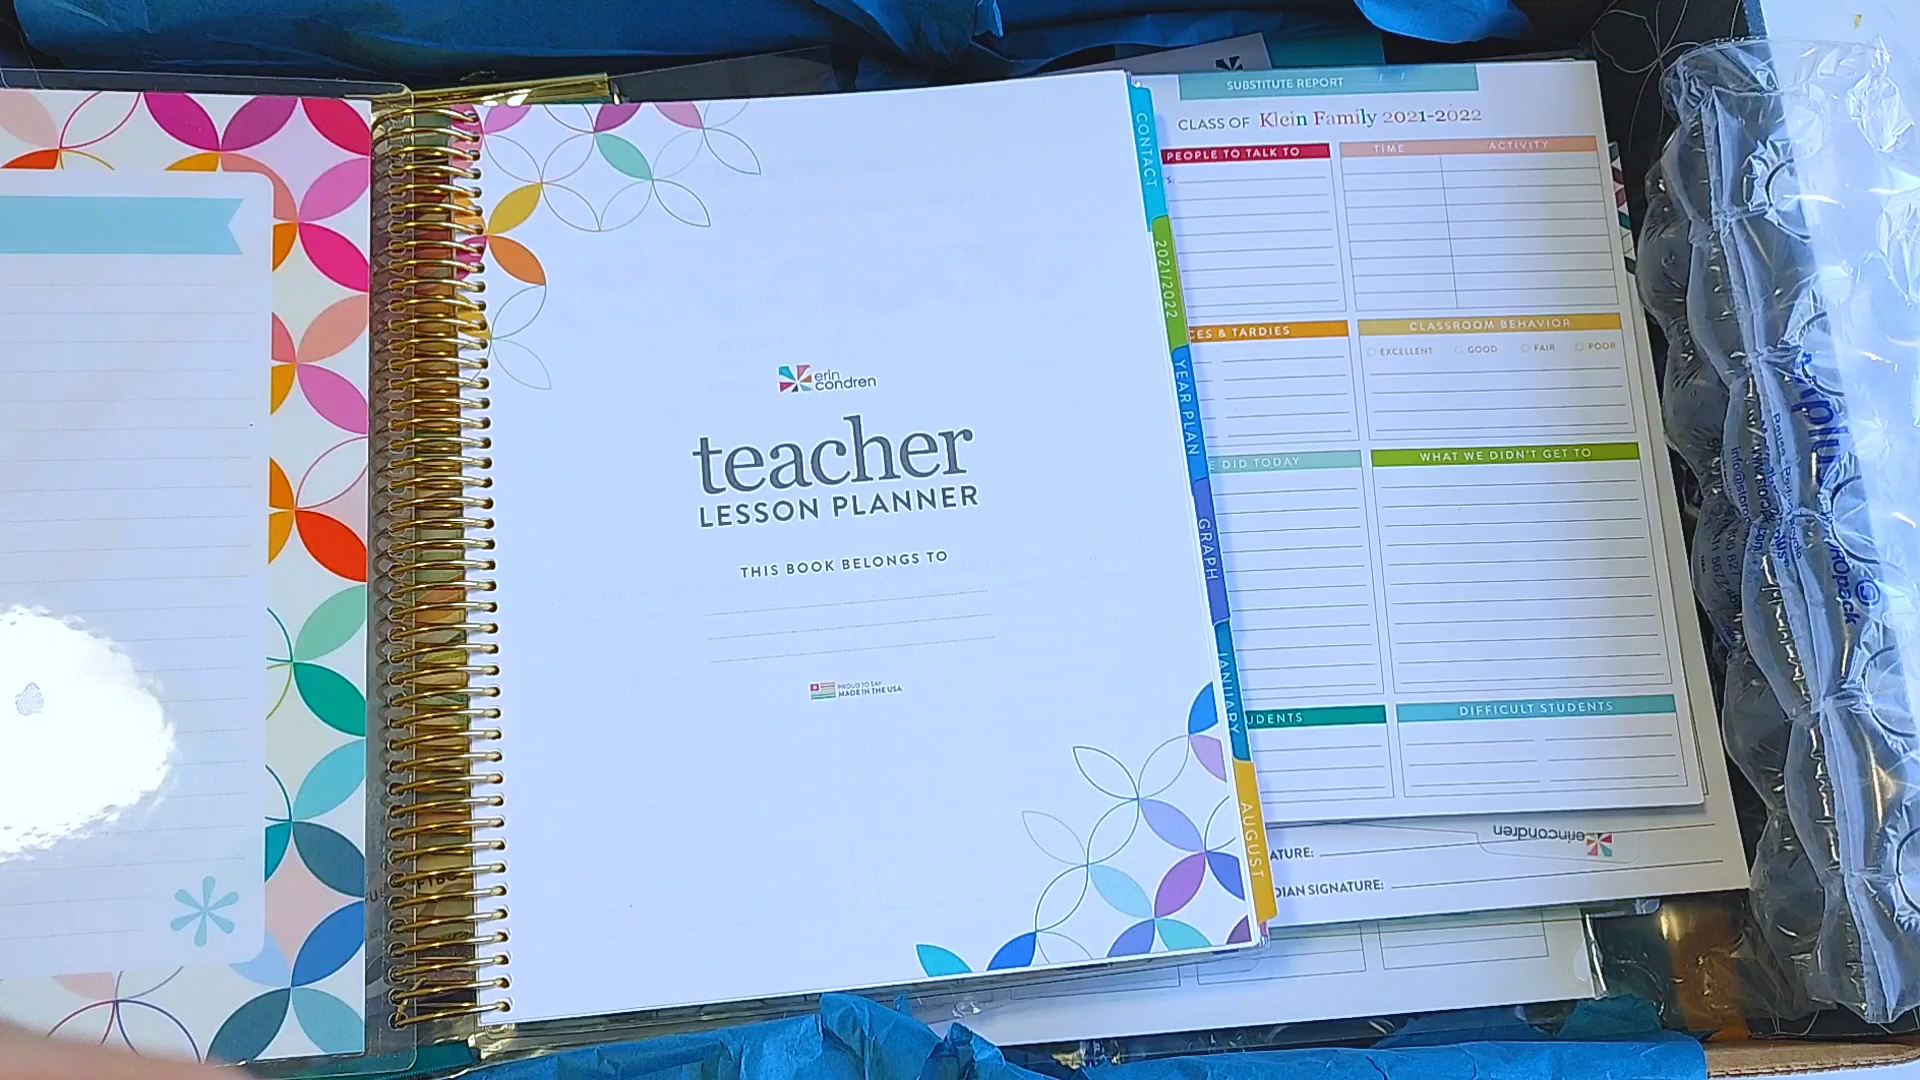 erin
condren
teacher
LESSON PLANNER
THIS BOOK BELONGS TO
PROUD TO SAY
MADE IN THE USA
CONTACT
2021/2022
YEAR PLAN
GRAPH
JANUARY
AUGUST
SUBSTITUTE REPORT
CLASS OF Klein Family 2021-2022
PEOPLE TO TALK TO
TIME ACTIVITY
CES & TARDIES
CLASSROOM BEHAVIOR
EXCELLENT GOOD FAIR POOR
E DID TODAY
WHAT WE DIDN'T GET TO
UDENTS
DIFFICULT STUDENTS
erincondren
ATURE:
DIAN SIGNATURE: